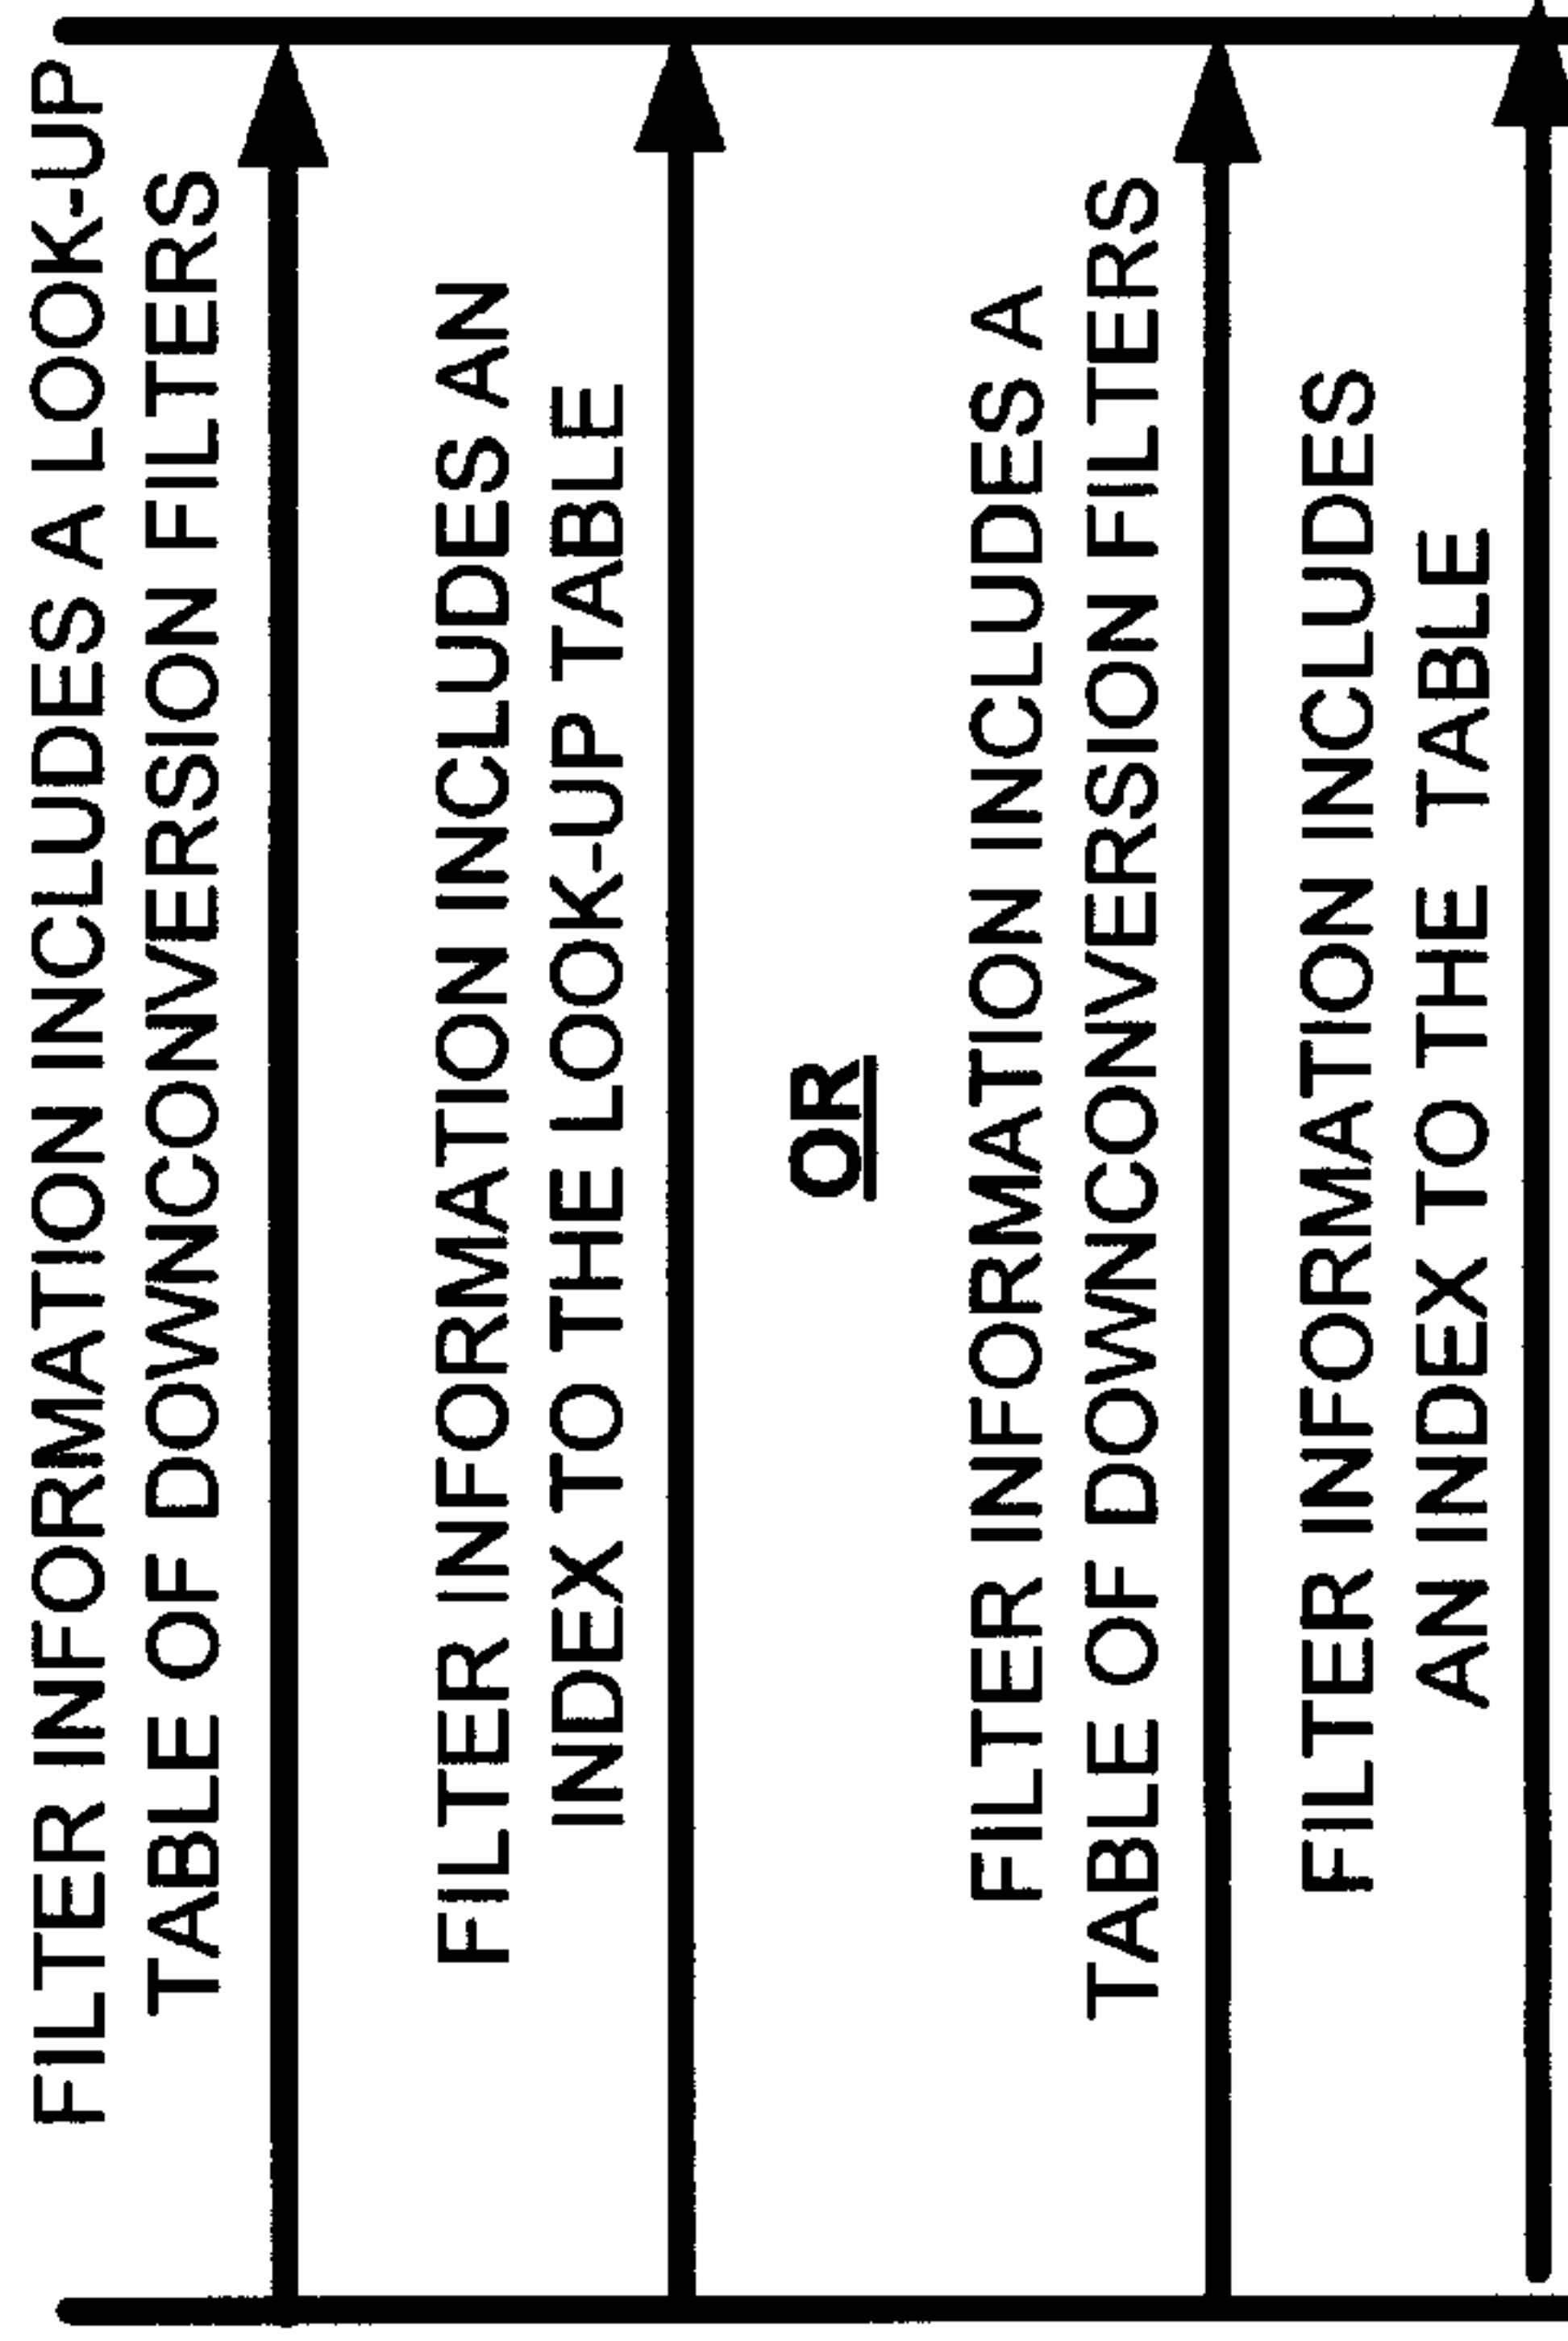 FILTER INFORMATION INCLUDES A LOOK-UP
TABLE OF DOWNCONVERSION FILTERS
FILTER INFORMATION INCLUDES AN
INDEX TO THE LOOK-UP TABLE
OR
FILTER INFORMATION INCLUDES A
TABLE OF DOWNCONVERSION FILTERS
FILTER INFORMATION INCLUDES
AN INDEX TO THE TABLE